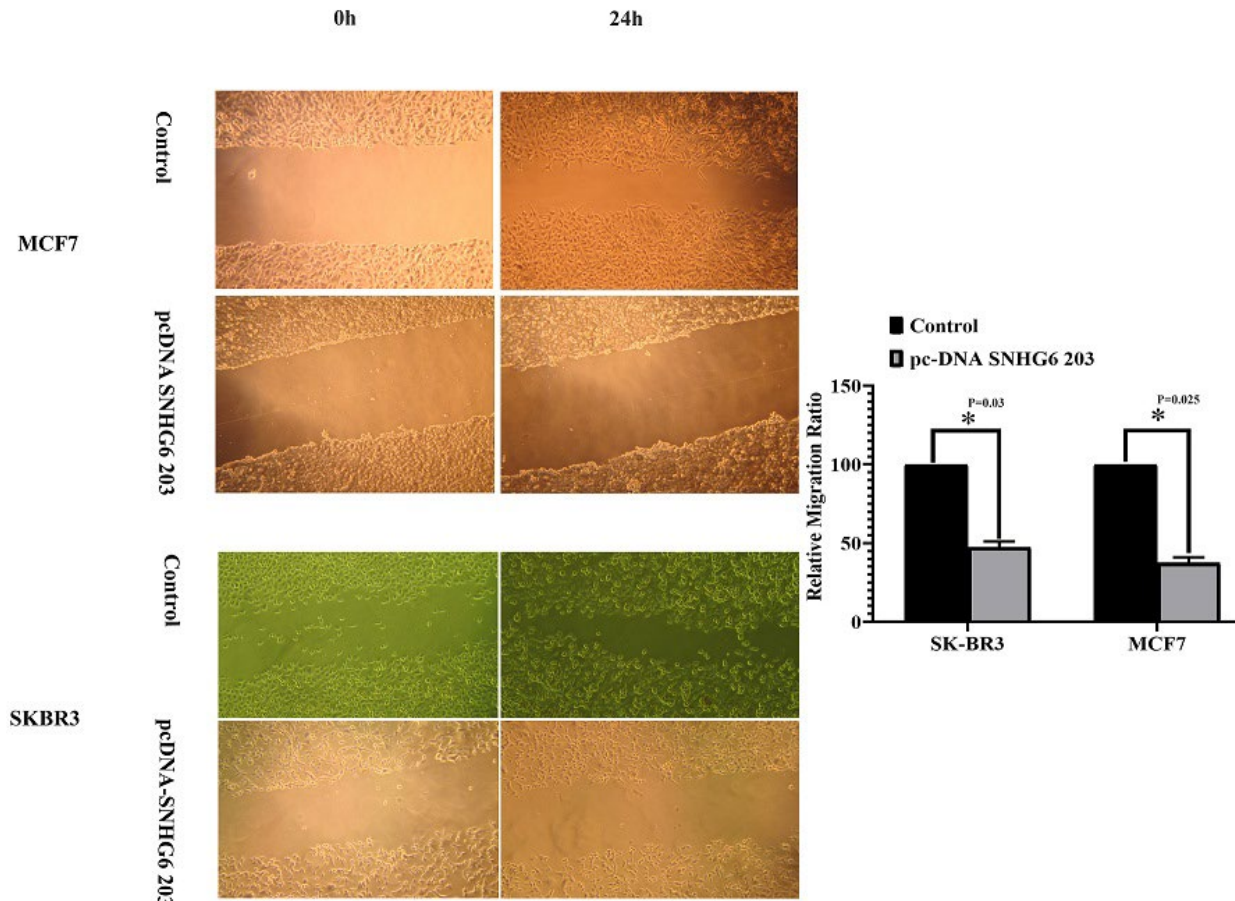 0h
24h
Control
MCF7
pcDNA SNHG6 203
Control
SKBR3
pcDNA-SNHG6 203
Control
pc-DNA SNHG6 203
Relative Migration Ratio
150
100
50
0
P=0.03
*
P=0.025
*
SK-BR3
MCF7